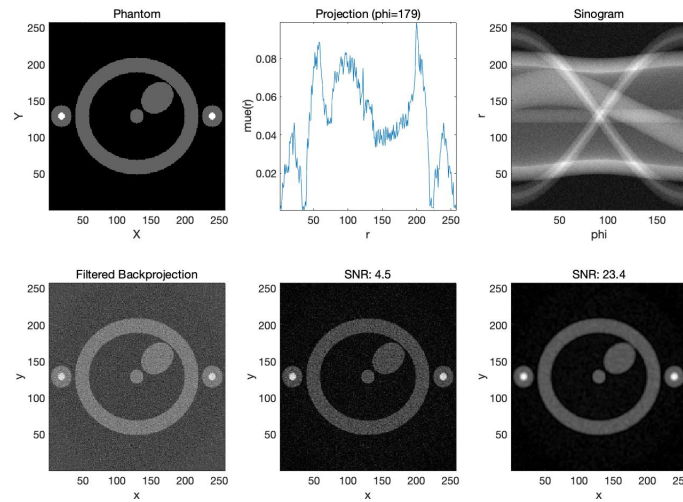 Phantom
250
200
150
100
50
Y
50 100 150 200 250
X
Projection (phi=179)
0.08
0.06
0.04
0.02
mue(r)
50 100 150 200 250
r
Sinogram
250
200
150
100
50
r
50 100 150
phi
Filtered Backprojection
250
200
150
100
50
y
50 100 150 200 250
x
SNR: 4.5
250
200
150
100
50
y
50 100 150 200 250
x
SNR: 23.4
250
200
150
100
50
y
50 100 150 200
x